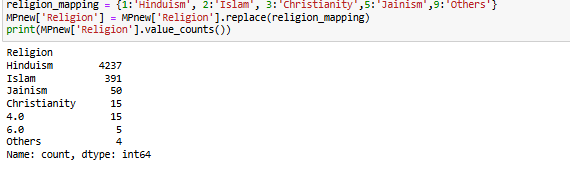 religion_mapping = {1:'Hinduism', 2:'Islam', 3:'Christianity',5:'Jainism',9:'Others'}
MPnew['Religion'] = MPnew['Religion'].replace(religion_mapping)
print(MPnew['Religion'].value_counts())
Religion
Hinduism 4237
Islam 391
Jainism 50
Christianity 15
4.0 15
6.0 5
Others 4
Name: count, dtype: int64